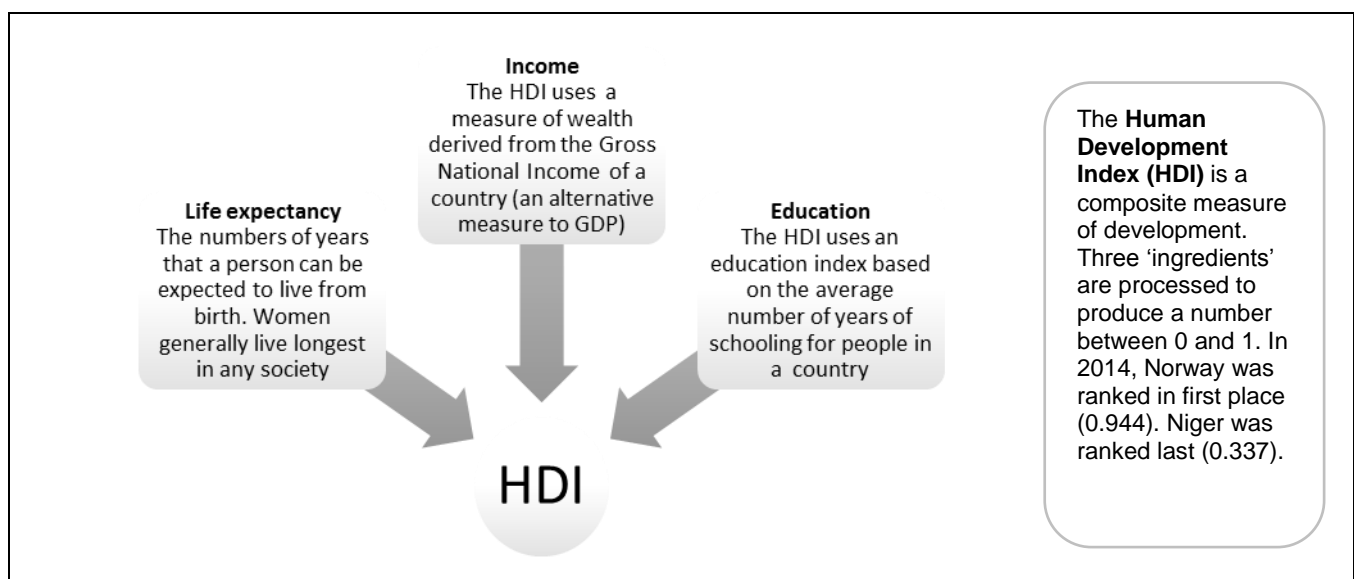 Income
The HDI uses a
measure of wealth
derived from the Gross
National Income of a
country (an alternative
measure to GDP)
Life expectancy
The numbers of years
that a person can be
expected to live from
birth. Women
generally live longest
in any society
Education
The HDI uses an
education index based
on the average
number of years of
schooling for people in
a country
HDI
The Human
Development
Index (HDI) is a
composite measure
of development.
Three ‘ingredients’
are processed to
produce a number
between 0 and 1. In
2014, Norway was
ranked in first place
(0.944). Niger was
ranked last (0.337).